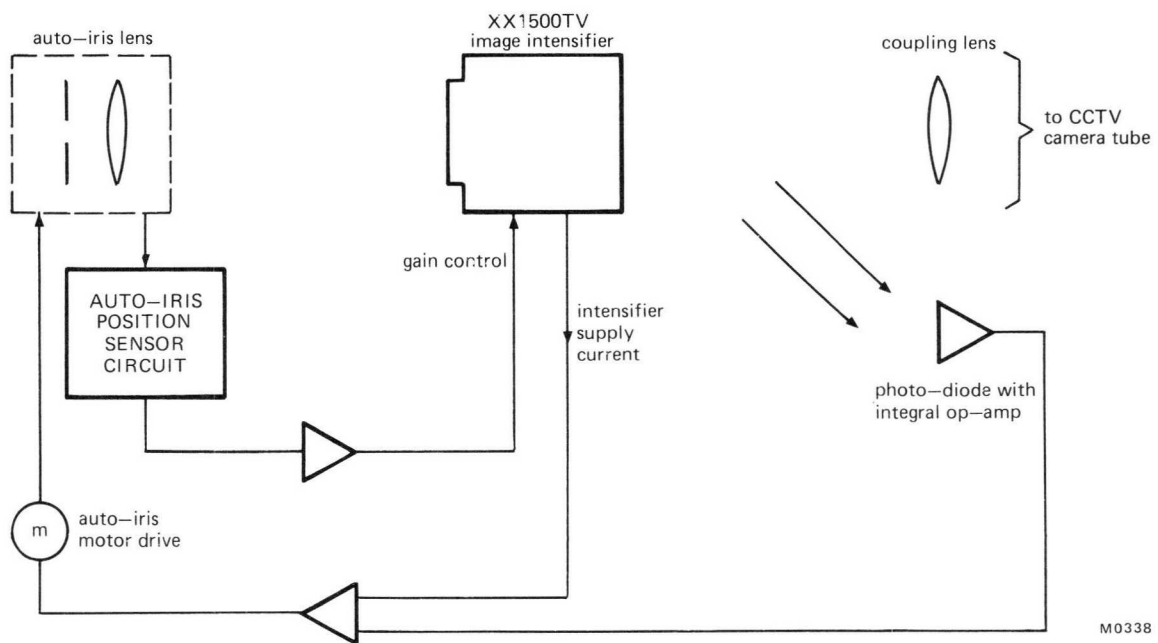 auto–iris lens
XX1500TV
image intensifier
coupling lens
to CCTV
camera tube
gain control
AUTO–IRIS
POSITION
SENSOR
CIRCUIT
intensifier
supply
current
photo–diode with
integral op–amp
m
auto–iris
motor drive
M0338